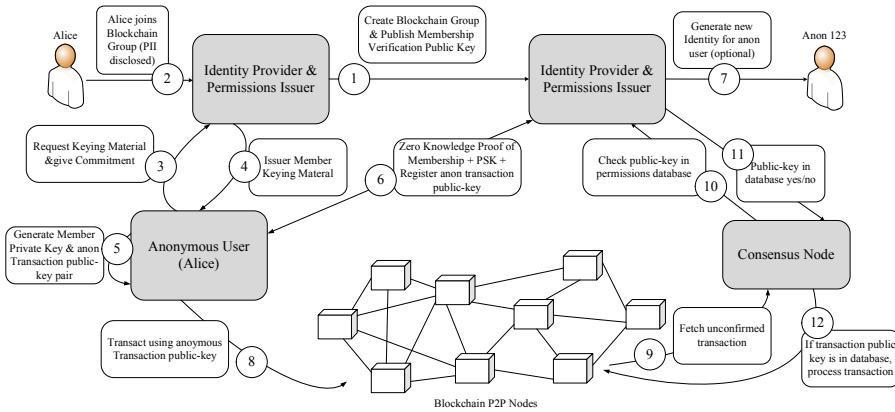 Alice
Alice joins
Blockchain
Group (PII
disclosed)
2
Identity Provider &
Permissions Issuer
1
Create Blockchain Group
& Publish Membership
Verification Public Key
Identity Provider &
Permissions Issuer
Generate new
Identity for anon
user (optional)
7
Anon 123
Request Keying Material
&give Commitment
3
4
Issuer Member
Keying Materal
6
Zero Knowledge Proof of
Membership + PSK +
Register anon transaction
public-key
Check public-key in
permissions database
10
11
Public-key in
database yes/no
Generate Member
Private Key & anon
Transaction public-
key pair
5
Anonymous User
(Alice)
Consensus Node
Transact using anoymous
Transaction public-key
8
9
Fetch unconfirmed
transaction
12
If transaction public
key is in database,
process transaction
Blockchain P2P Nodes